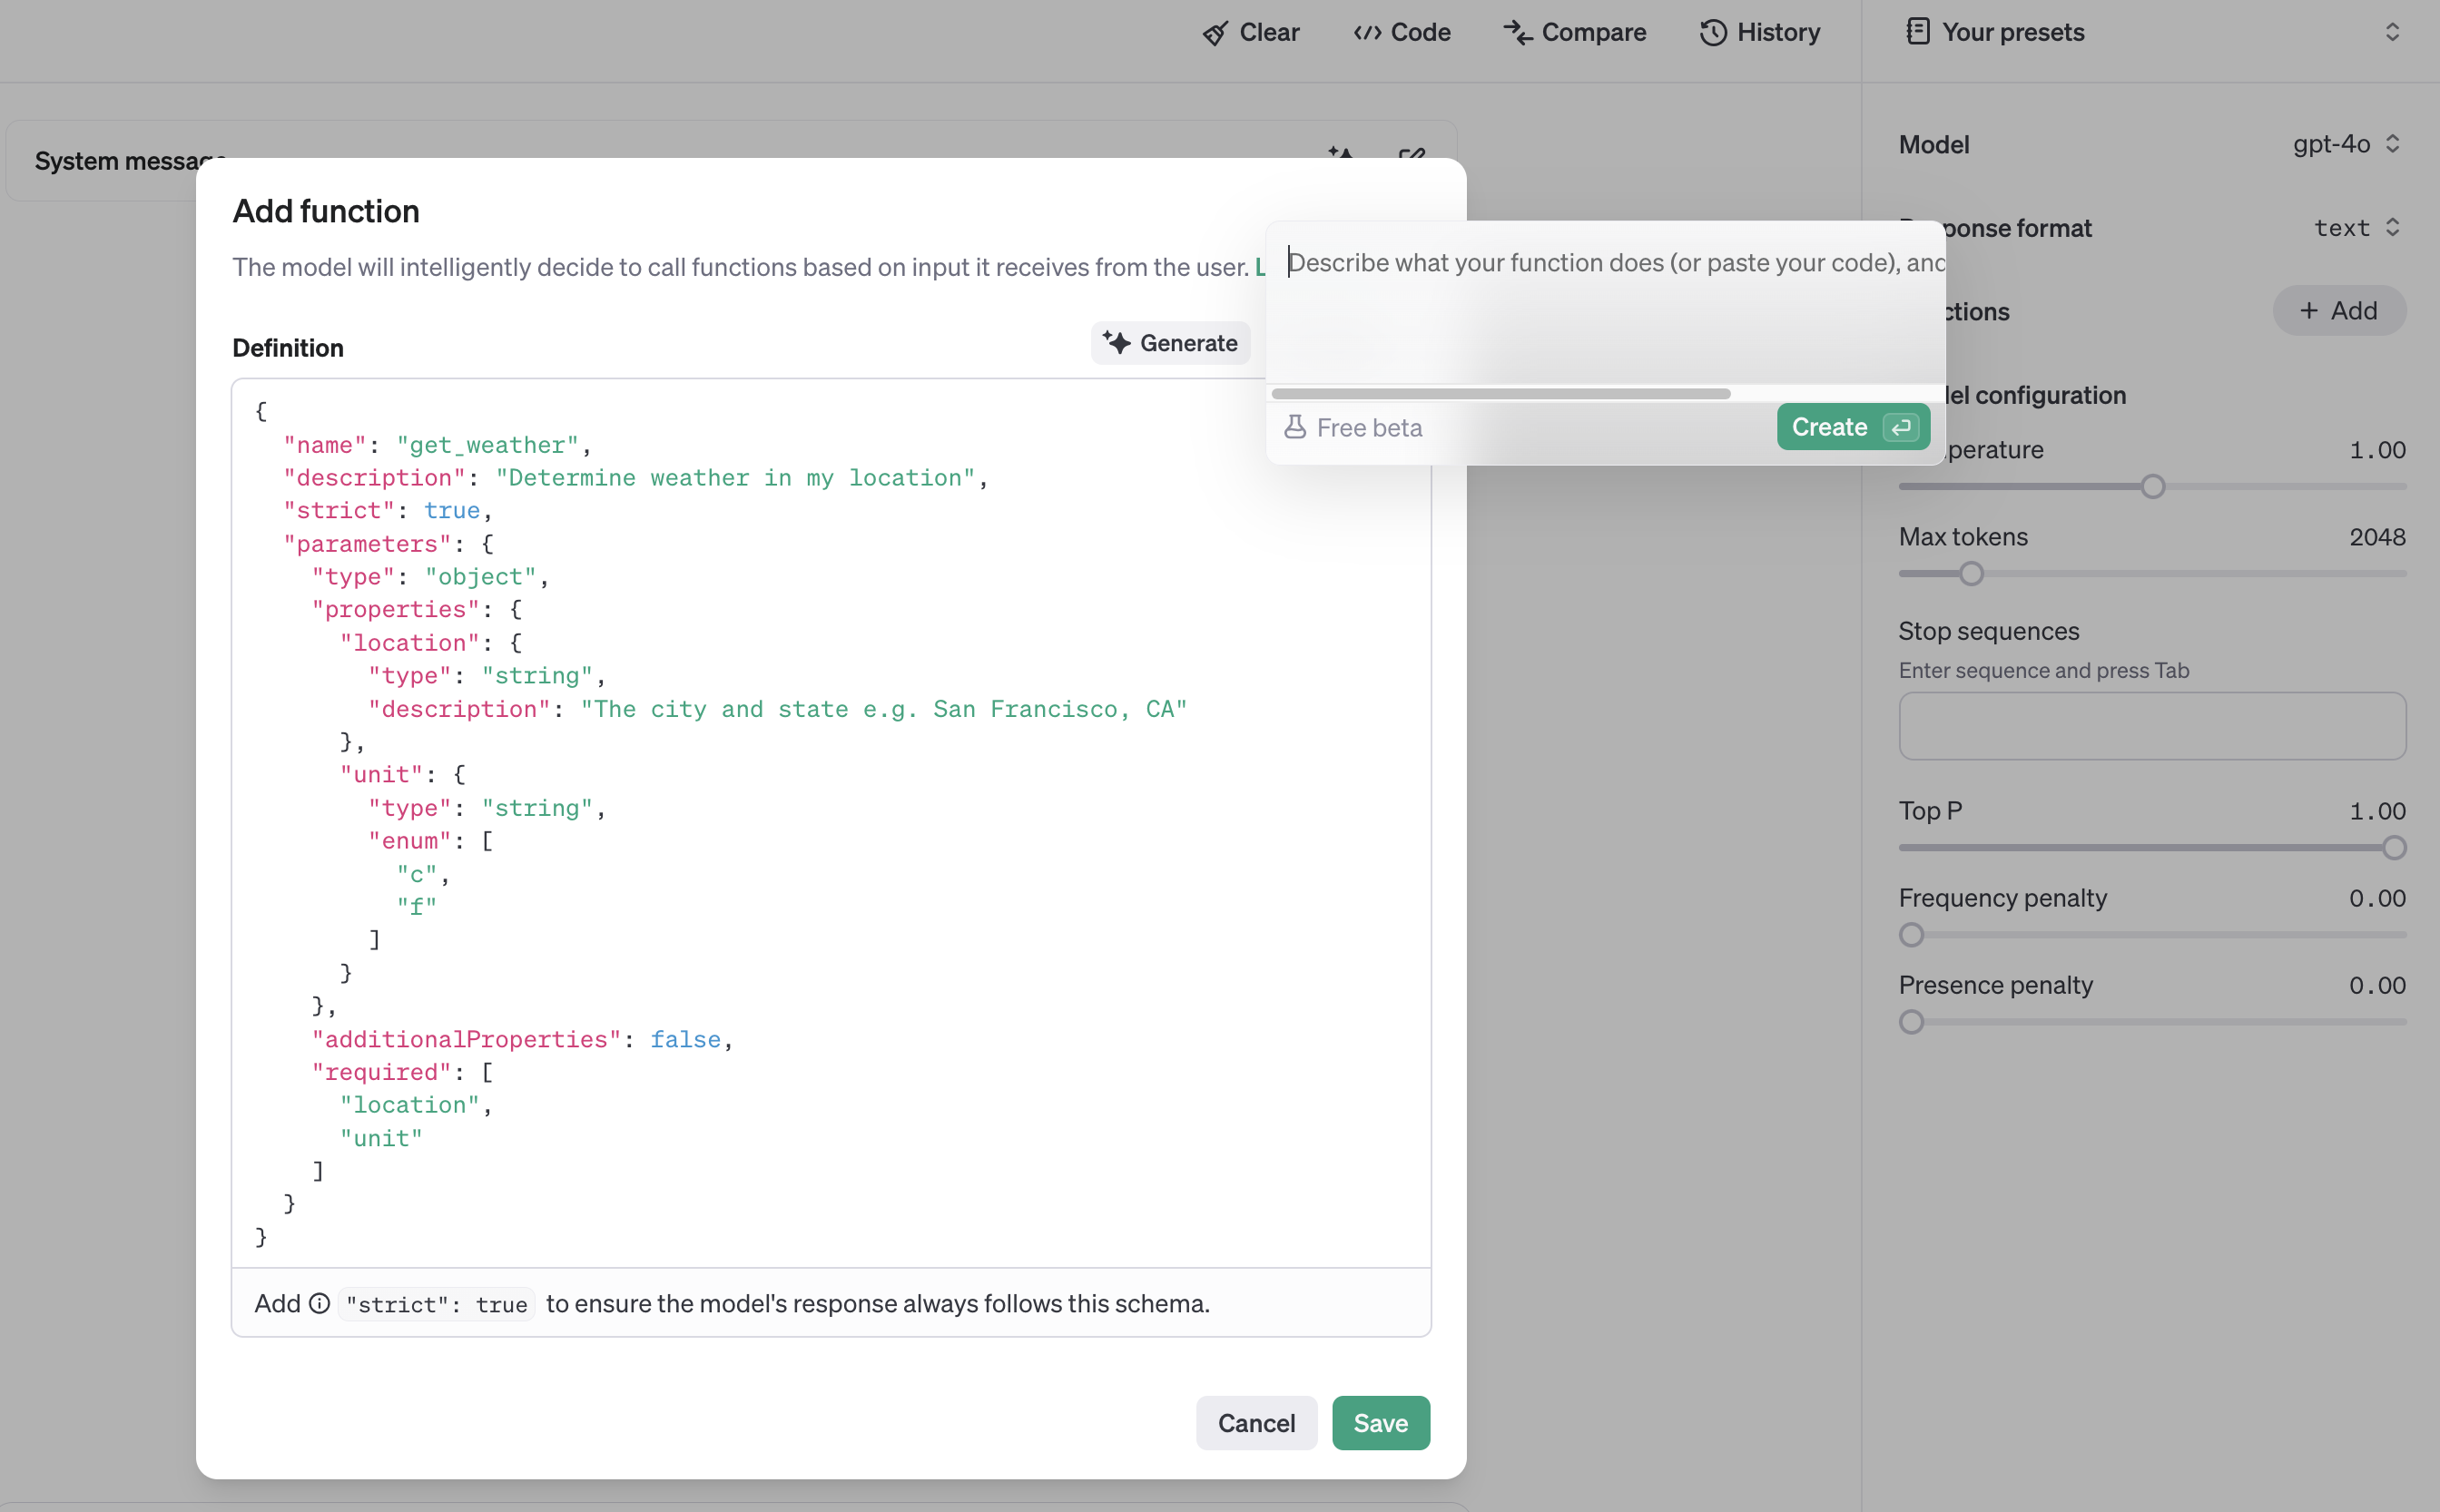 Clear
Code
Compare
History
Your presets
System message
Add function
The model will intelligently decide to call functions based on input it receives from the user. L
Definition
Generate
{
  "name": "get_weather",
  "description": "Determine weather in my location",
  "strict": true,
  "parameters": {
    "type": "object",
    "properties": {
      "location": {
        "type": "string",
        "description": "The city and state e.g. San Francisco, CA"
      },
      "unit": {
        "type": "string",
        "enum": [
          "c",
          "f"
        ]
      }
    },
    "additionalProperties": false,
    "required": [
      "location",
      "unit"
    ]
  }
}
Add "strict": true to ensure the model's response always follows this schema.
Cancel
Save
Describe what your function does (or paste your code), and
Free beta
Create
Model
gpt-4o
format
text
Add
configuration
1.00
Max tokens
2048
Stop sequences
Enter sequence and press Tab
Top P
1.00
Frequency penalty
0.00
Presence penalty
0.00